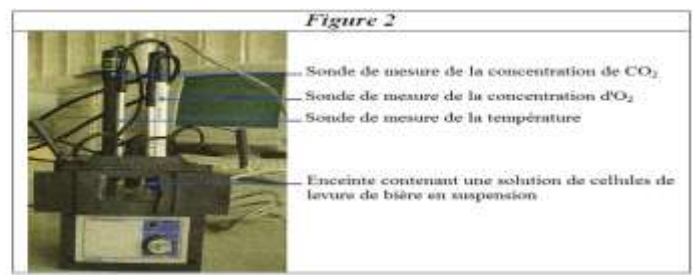 Figure 2
Sonde de mesure de la concentration de CO₂
Sonde de mesure de la concentration d'O₂
Sonde de mesure de la température
Enceinte contenant une solution de cellules de
levure de bière en suspension